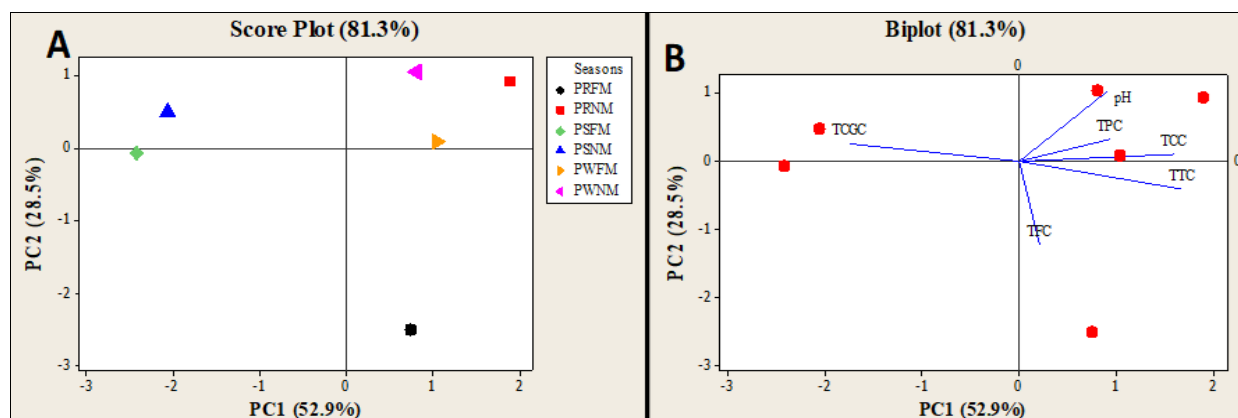 A
Score Plot (81.3%)
PC2 (28.5%)
1
0
-1
-2
-3
-3
-2
-1
0
1
2
PC1 (52.9%)
Seasons
PRFM
PRNM
PSFM
PSNM
PWFM
PWNM
B
Biplot (81.3%)
0
PC2 (28.5%)
1
0
-1
-2
-3
0
TCGC
pH
TPC
TCC
TTC
TFC
-3
-2
-1
0
1
2
PC1 (52.9%)